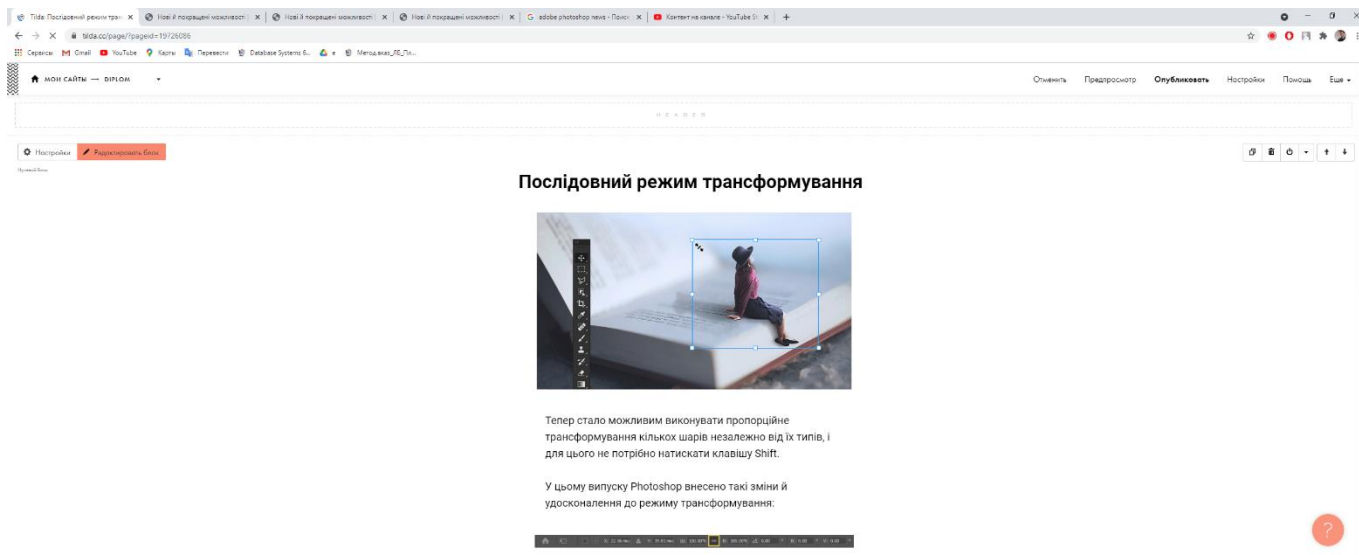 Tilda: Послідовний режим тран
Нові й покращені можливості
Нові й покращені можливості
Нові й покращені можливості
adobe photoshop news - Поиск
Контент на канале - YouTube St
tilda.cc/page/?pageid=19726086
Сервисы
Gmail
YouTube
Карты
Перевести
Database Systems 6...
e
МОИ САЙТЫ — DIPLOM
Отменить
Предпросмотр
Опубликовать
Настройки
Помощь
Еще
HEADER
Настройки
Редактировать блок
Нулевой блок
Послідовний режим трансформування
Тепер стало можливим виконувати пропорційне
трансформування кількох шарів незалежно від їх типів, і
для цього не потрібно натискати клавішу Shift.
У цьому випуску Photoshop внесено такі зміни й
удосконалення до режиму трансформування:
?